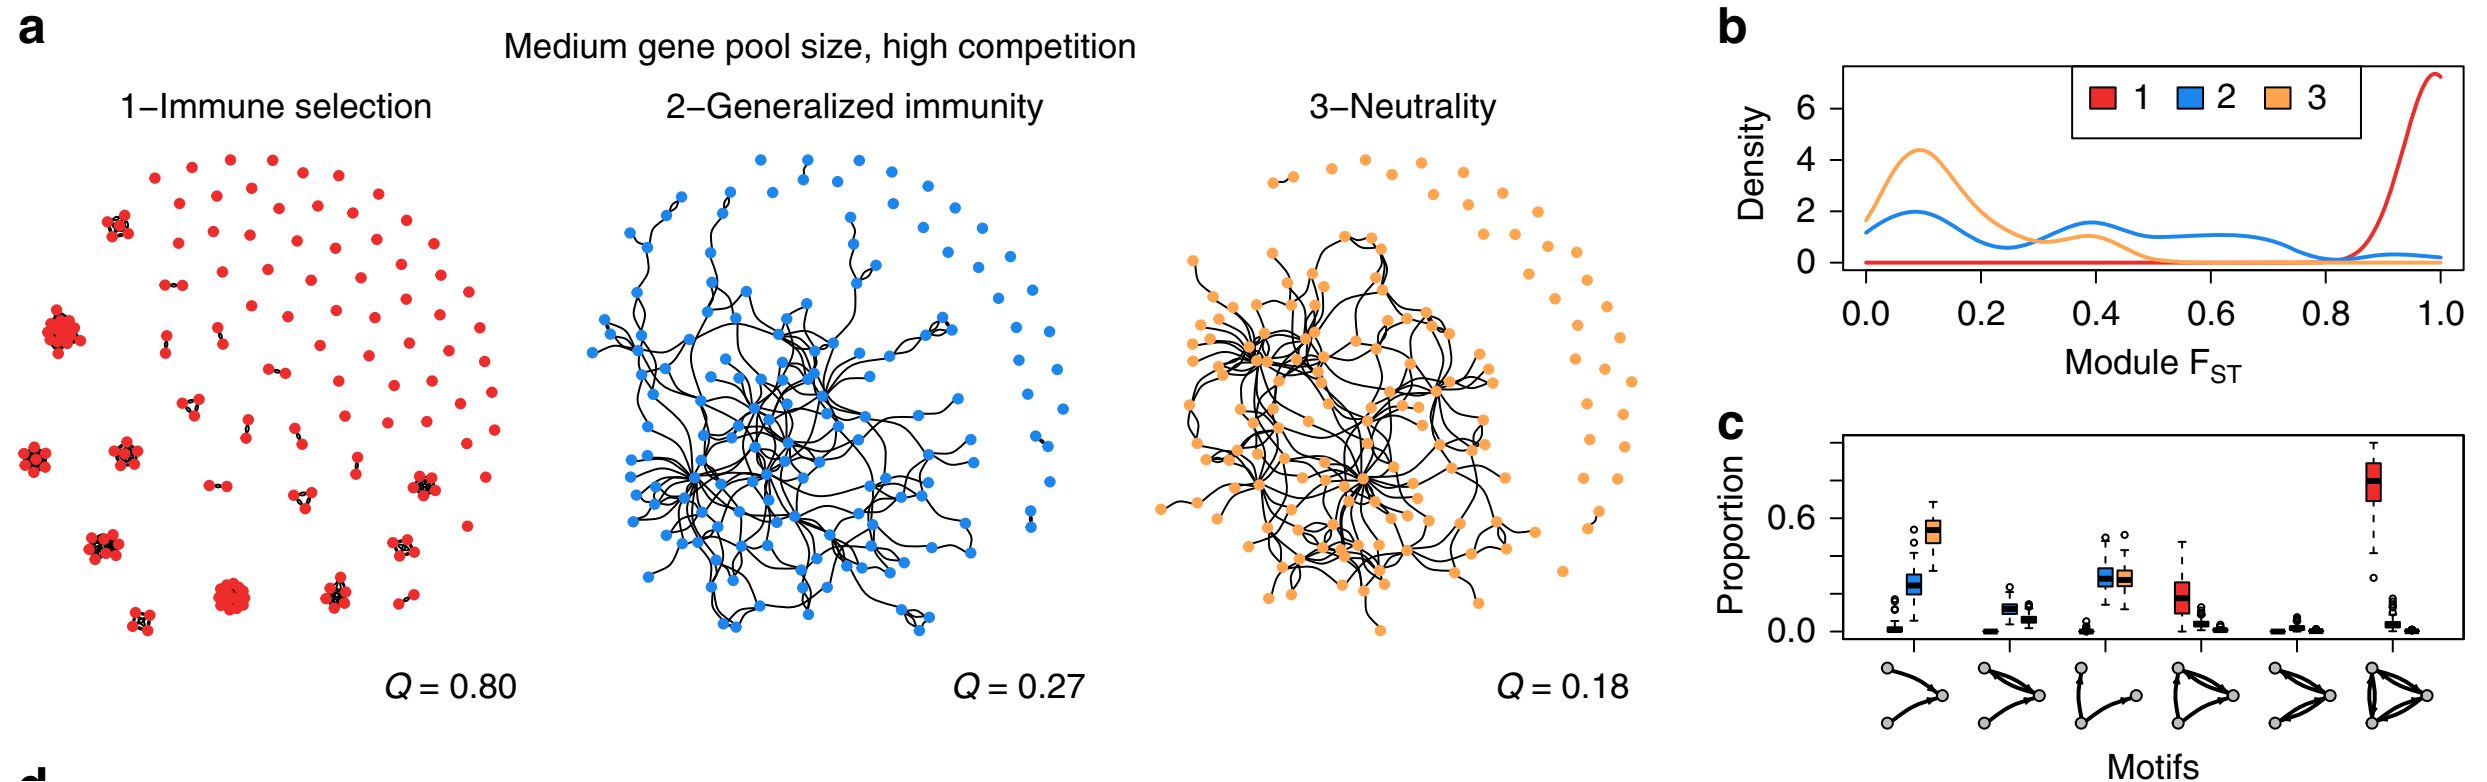 a
Medium gene pool size, high competition
1–Immune selection
2–Generalized immunity
3–Neutrality
Q = 0.80
Q = 0.27
Q = 0.18
b
1 2 3
Density
6
4
2
0
0.0 0.2 0.4 0.6 0.8 1.0
Module FST
c
Proportion
0.6
0.0
Motifs
d